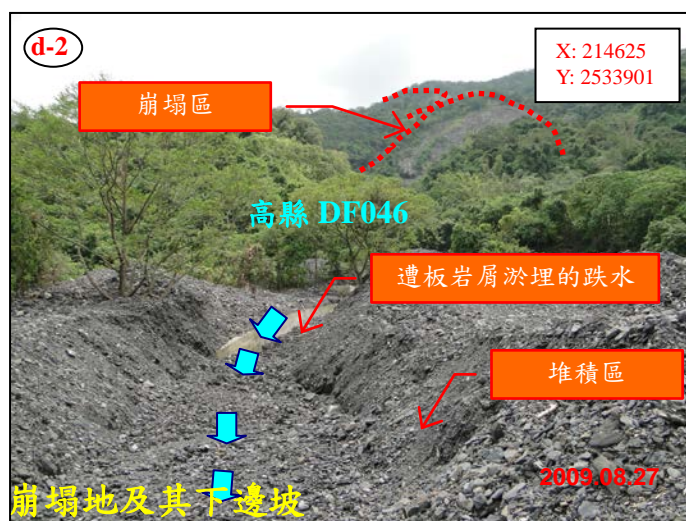 d-2
X: 214625
Y: 2533901
崩塌區
高縣 DF046
遭板岩屑淤埋的跌水
堆積區
2009.08.27
崩塌地及其下邊坡